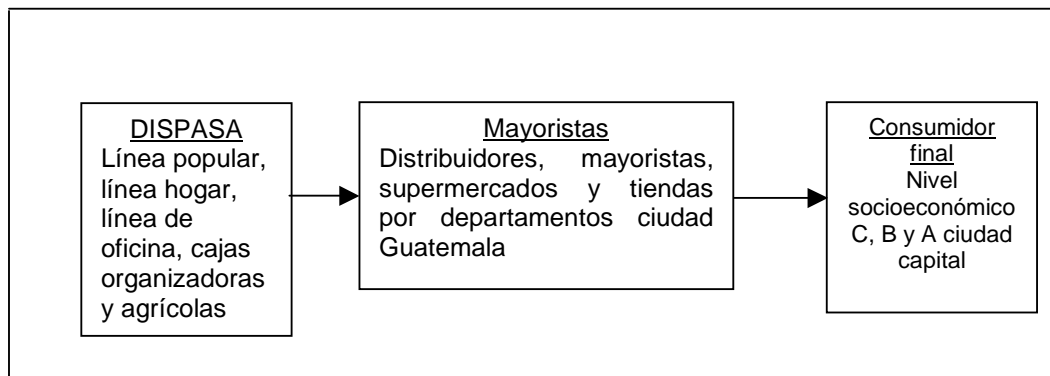 DISPASA
Línea popular,
línea hogar,
línea de
oficina, cajas
organizadoras
y agrícolas
Mayoristas
Distribuidores, mayoristas,
supermercados y tiendas
por departamentos ciudad
Guatemala
Consumidor
final
Nivel
socioeconómico
C, B y A ciudad
capital